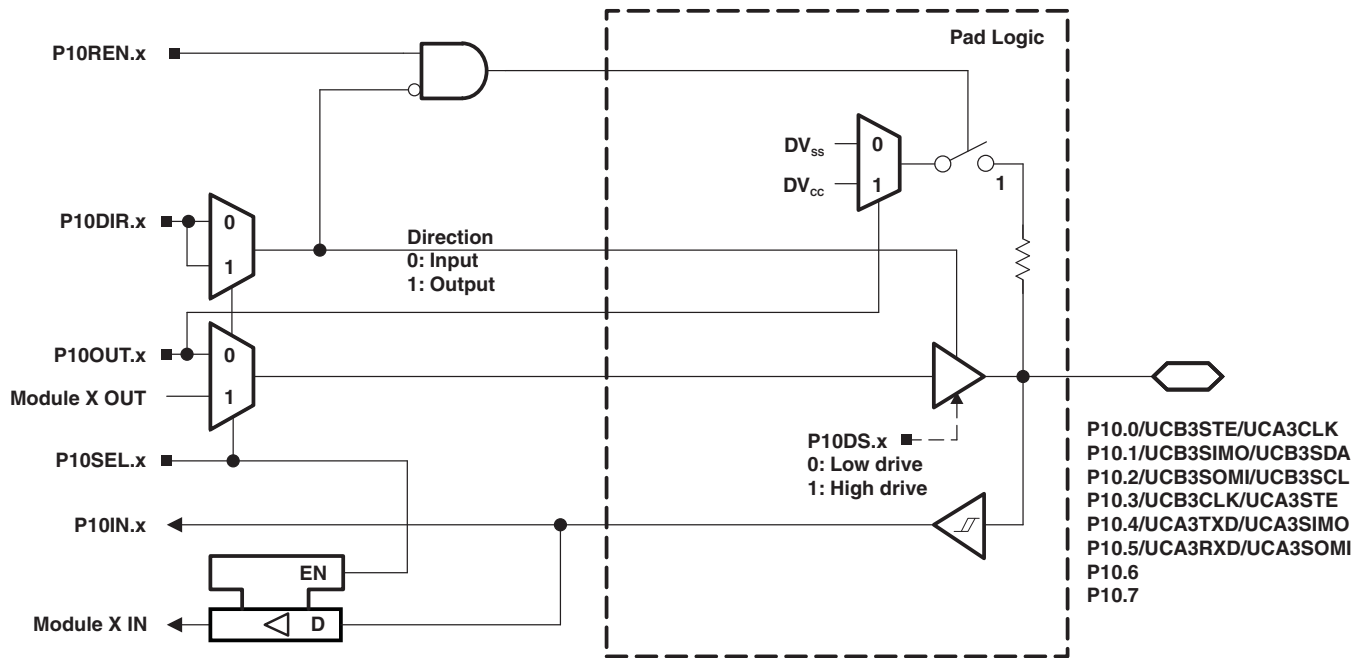 Pad Logic
P10REN.x
DVSS
0
DVCC
1
1
P10DIR.x
0
1
Direction
0: Input
1: Output
P10OUT.x
0
Module X OUT
1
P10DS.x
0: Low drive
1: High drive
P10SEL.x
P10IN.x
EN
Module X IN
D
P10.0/UCB3STE/UCA3CLK
P10.1/UCB3SIMO/UCB3SDA
P10.2/UCB3SOMI/UCB3SCL
P10.3/UCB3CLK/UCA3STE
P10.4/UCA3TXD/UCA3SIMO
P10.5/UCA3RXD/UCA3SOMI
P10.6
P10.7